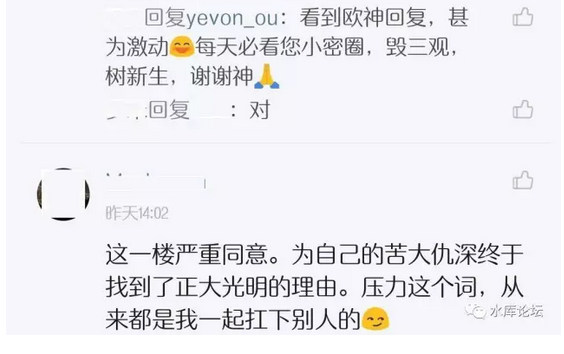 回复yevon_ou：看到欧神回复，甚
为激动😄每天必看您小密圈，毁三观，
树新生，谢谢神🙏
回复 ：对
昨天14:02
这一楼严重同意。为自己的苦大仇深终于
找到了正大光明的理由。压力这个词，从
来都是我一起扛下别人的😏
水库论坛